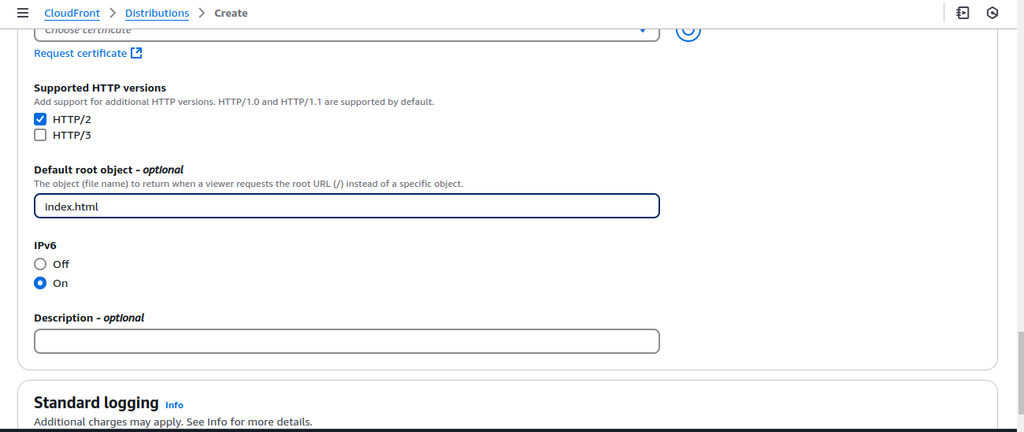 CloudFront > Distributions > Create
Choose certificate
Request certificate
Supported HTTP versions
Add support for additional HTTP versions. HTTP/1.0 and HTTP/1.1 are supported by default.
HTTP/2
HTTP/3
Default root object - optional
The object (file name) to return when a viewer requests the root URL (/) instead of a specific object.
index.html
IPv6
Off
On
Description - optional
Standard logging Info
Additional charges may apply. See Info for more details.